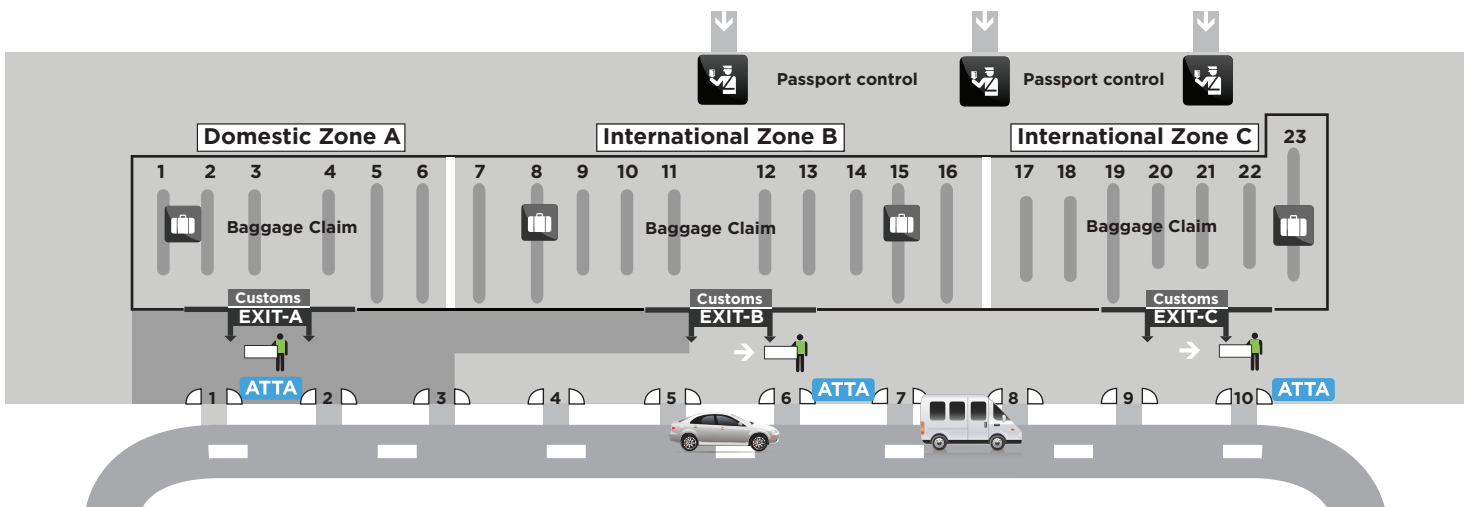 Passport control
Passport control
Domestic Zone A
International Zone B
International Zone C
23
1 2 3 4 5 6 7 8 9 10 11 12 13 14 15 16 17 18 19 20 21 22
Baggage Claim
Baggage Claim
Baggage Claim
Customs
EXIT-A
Customs
EXIT-B
Customs
EXIT-C
ATTA
ATTA
ATTA
1 2 3 4 5 6 7 8 9 10